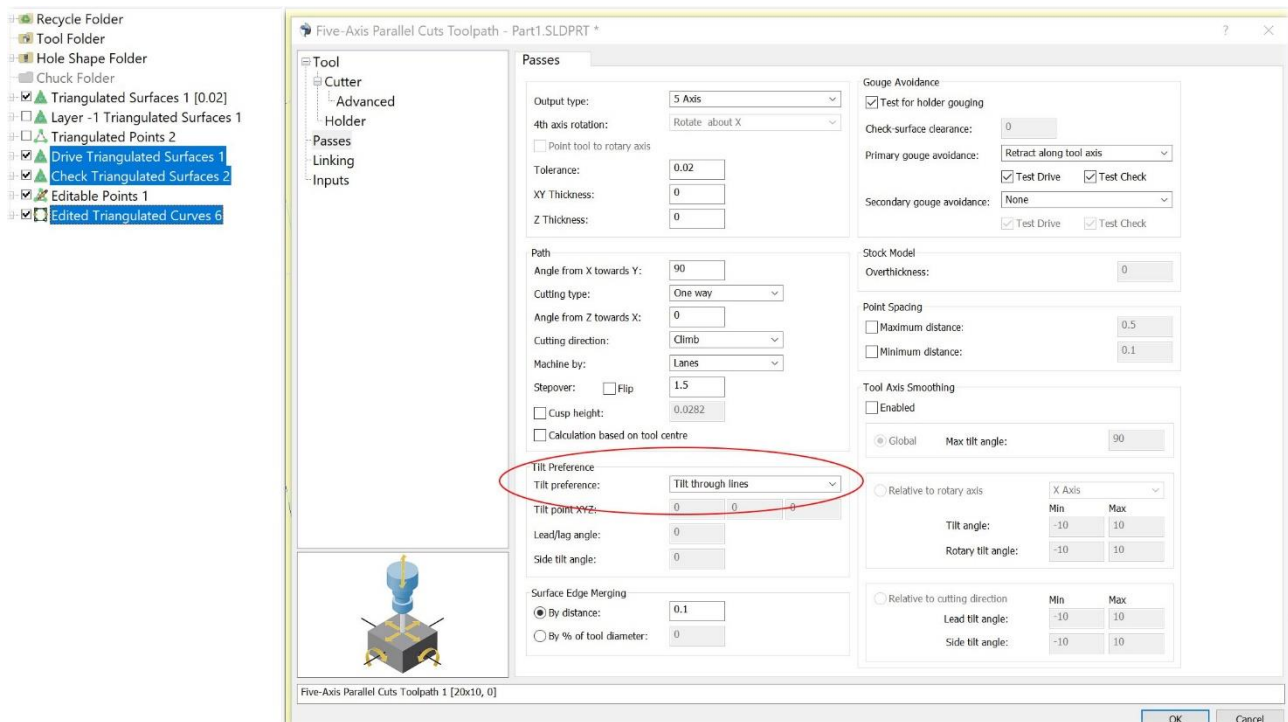 Recycle Folder
Tool Folder
Hole Shape Folder
Chuck Folder
Triangulated Surfaces 1 [0.02]
Layer -1 Triangulated Surfaces 1
Triangulated Points 2
Drive Triangulated Surfaces 1
Check Triangulated Surfaces 2
Editable Points 1
Edited Triangulated Curves 6
Five-Axis Parallel Cuts Toolpath - Part1.SLDPRT *
? ×
Tool
Cutter
Advanced
Holder
Passes
Linking
Inputs
Passes
Output type: 5 Axis
4th axis rotation: Rotate about X
Point tool to rotary axis
Tolerance: 0.02
XY Thickness: 0
Z Thickness: 0
Path
Angle from X towards Y: 90
Cutting type: One way
Angle from Z towards X: 0
Cutting direction: Climb
Machine by: Lanes
Stepover: Flip 1.5
Cusp height: 0.0282
Calculation based on tool centre
Tilt Preference
Tilt preference: Tilt through lines
Tilt point XYZ: 0 0 0
Lead/lag angle: 0
Side tilt angle: 0
Surface Edge Merging
By distance: 0.1
By % of tool diameter: 0
Gouge Avoidance
Test for holder gouging
Check-surface clearance: 0
Primary gouge avoidance: Retract along tool axis
Test Drive Test Check
Secondary gouge avoidance: None
Test Drive Test Check
Stock Model
Overthickness: 0
Point Spacing
Maximum distance: 0.5
Minimum distance: 0.1
Tool Axis Smoothing
Enabled
Global Max tilt angle: 90
Relative to rotary axis X Axis
Min Max
Tilt angle: -10 10
Rotary tilt angle: -10 10
Relative to cutting direction Min Max
Lead tilt angle: -10 10
Side tilt angle: -10 10
Five-Axis Parallel Cuts Toolpath 1 [20x10, 0]
OK Cancel